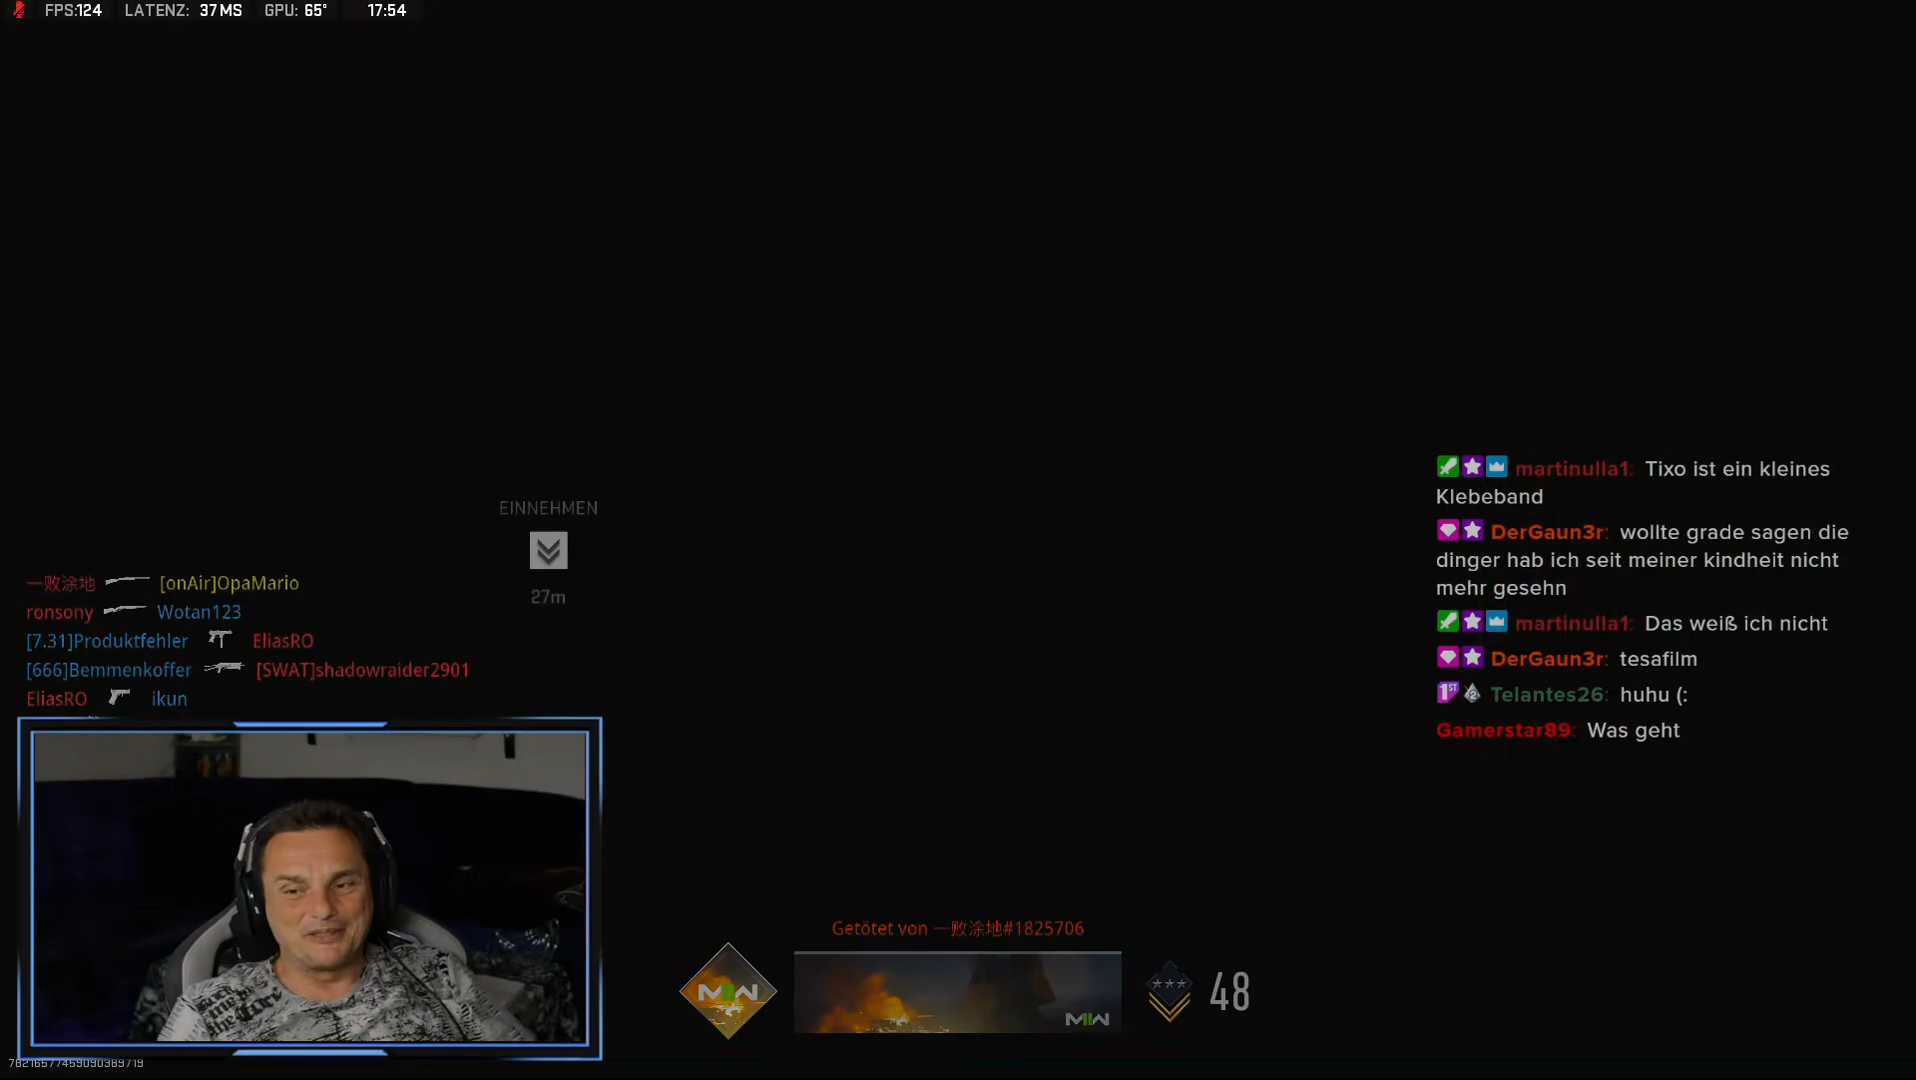 FPS:124 LATENZ: 37 MS GPU: 65° 17:54
martinulla1: Tixo ist ein kleines
Klebeband
DerGaun3r: wollte grade sagen die
dinger hab ich seit meiner kindheit nicht
mehr gesehn
martinulla1: Das weiß ich nicht
DerGaun3r: tesafilm
1ST 2 Telantes26: huhu (:
Gamerstar89: Was geht
EINNEHMEN
27m
一败涂地 [onAir]OpaMario
ronsony Wotan123
[7.31]Produktfehler EliasRO
[666]Bemmenkoffer [SWAT]shadowraider2901
EliasRO ikun
Getötet von 一败涂地#1825706
MW
MW
48